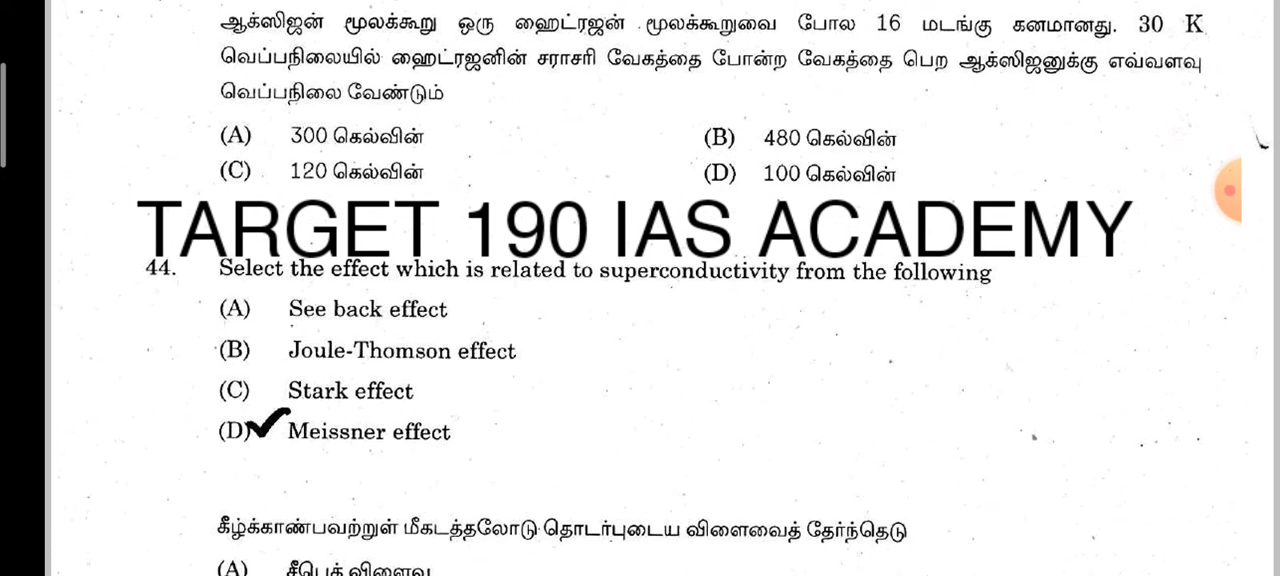 ஆக்ஸிஜன் மூலக்கூறு ஒரு ஹைட்ரஜன் மூலக்கூறுவை போல 16 மடங்கு கனமானது. 30 K
வெப்பநிலையில் ஹைட்ரஜனின் சராசரி வேகத்தை போன்ற வேகத்தை பெற ஆக்ஸிஜனுக்கு எவ்வளவு
வெப்பநிலை வேண்டும்
(A) 300 கெல்வின் (B) 480 கெல்வின்
(C) 120 கெல்வின் (D) 100 கெல்வின்
TARGET 190 IAS ACADEMY
44. Select the effect which is related to superconductivity from the following
(A) See back effect
(B) Joule-Thomson effect
(C) Stark effect
(D) Meissner effect
கீழ்க்காண்பவற்றுள் மீகடத்தலோடு தொடர்புடைய விளைவைத் தேர்ந்தெடு
(A) சீபெக் விளைவு